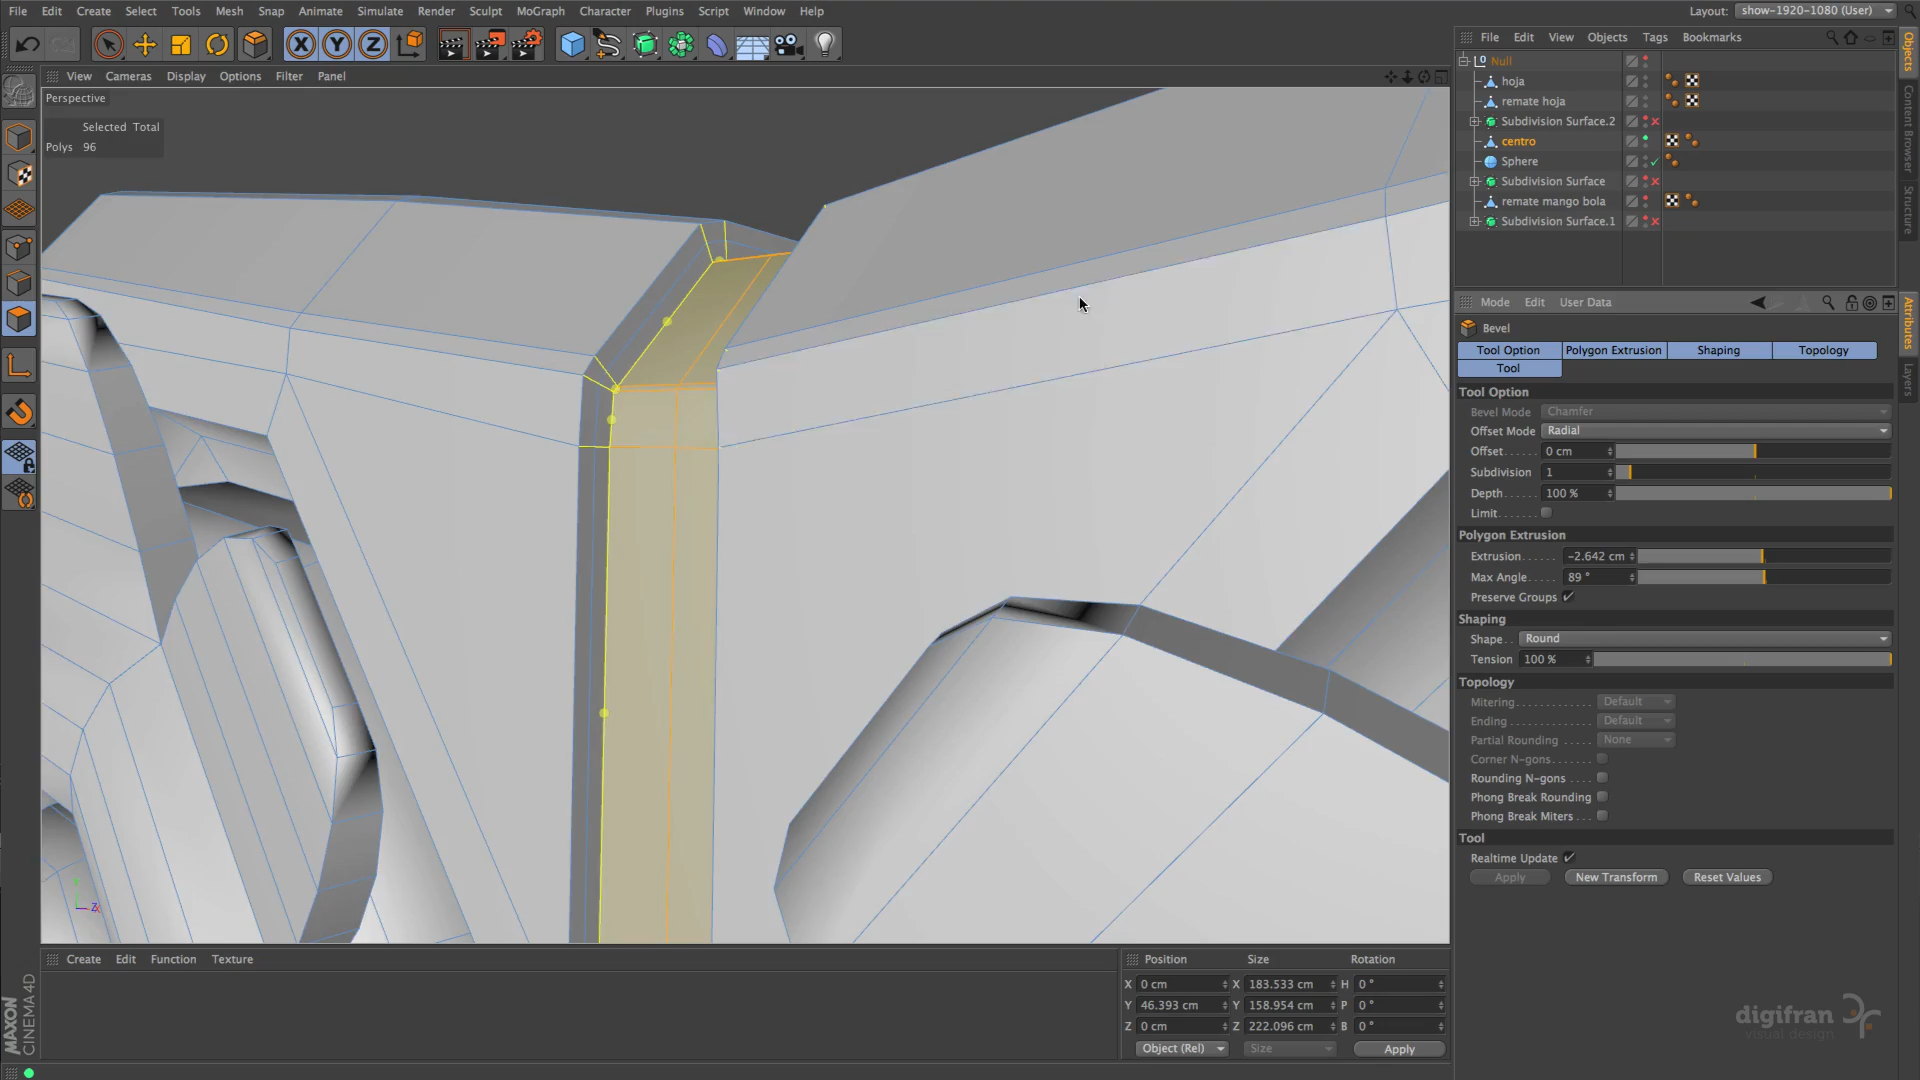 File Edit Create Select Tools Mesh Snap Animate Simulate Render Sculpt MoGraph Character Plugins Script Window Help
Layout: show-1920-1080 (User)
X Y Z
File Edit View Objects Tags Bookmarks
View Cameras Display Options Filter Panel
Perspective
Selected Total
Polys 96
Null
hoja
remate hoja
Subdivision Surface.2
centro
Sphere
Subdivision Surface
remate mango bola
Subdivision Surface.1
Objects
Content Browser
Structure
Mode Edit User Data
Attributes
Layers
Bevel
Tool Option Polygon Extrusion Shaping Topology
Tool
Tool Option
Bevel Mode Chamfer
Offset Mode Radial
Offset...... 0 cm
Subdivision 1
Depth...... 100 %
Limit.......
Polygon Extrusion
Extrusion...... -2.642 cm
Max Angle.... 89 °
Preserve Groups
Shaping
Shape.. Round
Tension 100 %
Topology
Mitering............. Default
Ending.............. Default
Partial Rounding ..... None
Corner N-gons.......
Rounding N-gons ....
Phong Break Rounding
Phong Break Miters ...
Tool
Realtime Update
Apply New Transform Reset Values
Z
Create Edit Function Texture
Position Size Rotation
X 0 cm X 183.533 cm H 0 °
Y 46.393 cm Y 158.954 cm P 0 °
Z 0 cm Z 222.096 cm B 0 °
Object (Rel) Size Apply
MAXON
CINEMA 4D
digifran
visual design